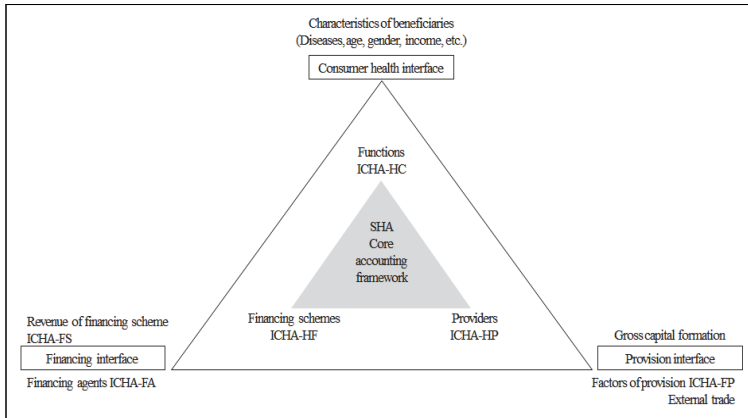 Characteristics of beneficiaries
(Diseases, age, gender, income, etc.)
Consumer health interface
Functions
ICHA-HC
SHA
Core
accounting
framework
Financing schemes
ICHA-HF
Providers
ICHA-HP
Revenue of financing scheme
ICHA-FS
Financing interface
Financing agents ICHA-FA
Gross capital formation
Provision interface
Factors of provision ICHA-FP
External trade